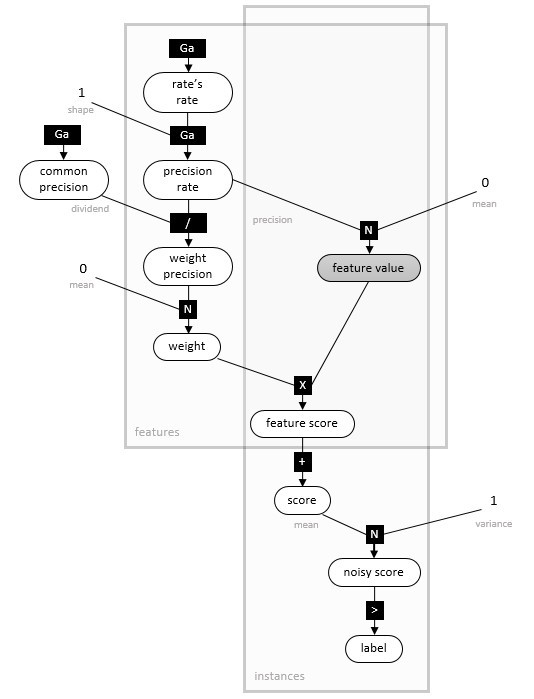 Ga
rate's
rate
1
shape
Ga
Ga
common
precision
precision
rate
0
mean
dividend
precision
/
N
weight
precision
feature value
0
mean
N
weight
X
feature score
features
+
score
1
mean
variance
N
noisy score
>
label
instances